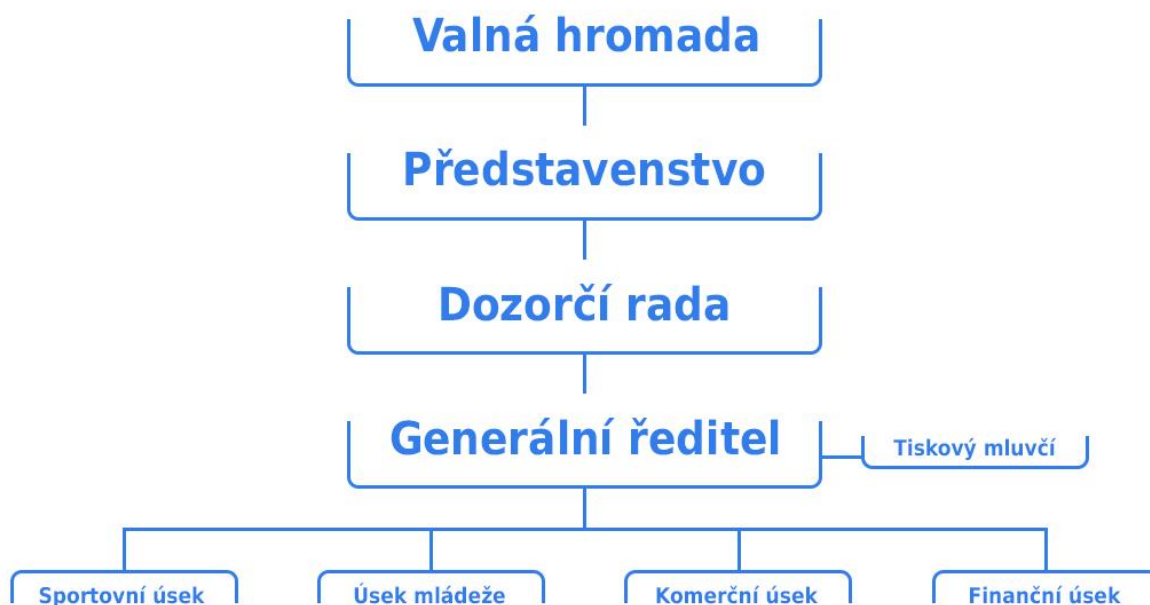 Valná hromada
Představenstvo
Dozorčí rada
Generální ředitel
Tiskový mluvčí
Sportovní úsek
Úsek mládeže
Komerční úsek
Finanční úsek